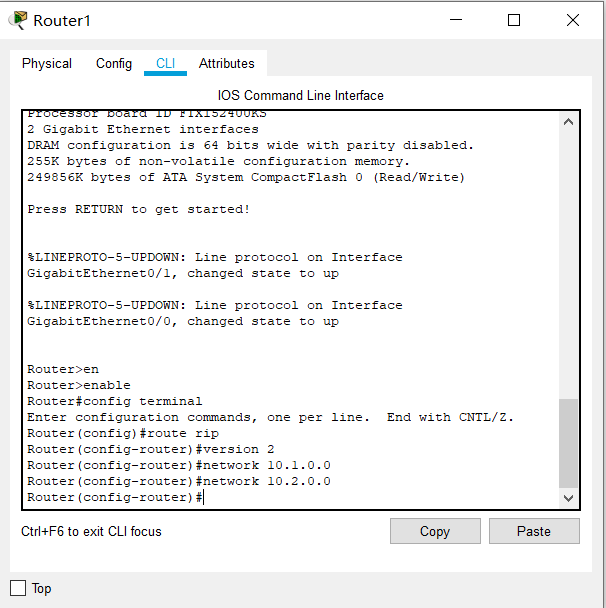 Router1
Physical Config CLI Attributes
IOS Command Line Interface
Processor board ID
2 Gigabit Ethernet interfaces
DRAM configuration is 64 bits wide with parity disabled.
255K bytes of non-volatile configuration memory.
249856K bytes of ATA System CompactFlash 0 (Read/Write)
Press RETURN to get started!
%LINEPROTO-5-UPDOWN: Line protocol on Interface
GigabitEthernet0/1, changed state to up
%LINEPROTO-5-UPDOWN: Line protocol on Interface
GigabitEthernet0/0, changed state to up
Router>en
Router>enable
Router#config terminal
Enter configuration commands, one per line.  End with CNTL/Z.
Router(config)#route rip
Router(config-router)#version 2
Router(config-router)#network 10.1.0.0
Router(config-router)#network 10.2.0.0
Router(config-router)#
Ctrl+F6 to exit CLI focus
Copy Paste
Top